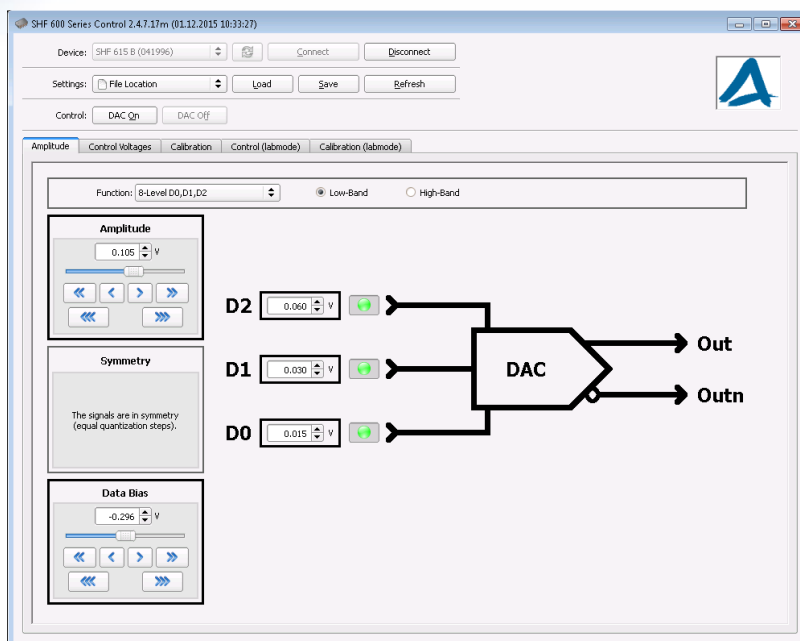 SHF 600 Series Control 2.4.7.17m (01.12.2015 10:33:27)
Device: SHF 615 B (041996) Connect Disconnect
Settings: File Location Load Save Refresh
Control: DAC On DAC Off
Amplitude Control Voltages Calibration Control (labmode) Calibration (labmode)
Function: 8-Level D0,D1,D2 Low-Band High-Band
Amplitude
0.105 V
D2 0.060 V
D1 0.030 V
D0 0.015 V
DAC
Out
Outn
Symmetry
The signals are in symmetry
(equal quantization steps).
Data Bias
-0.296 V